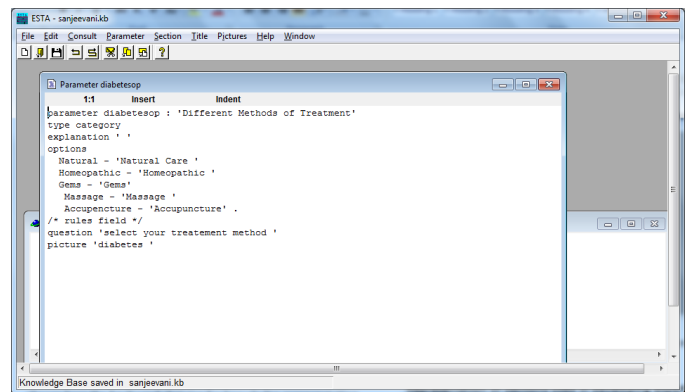 ESTA - sanjeevani.kb
File Edit Consult Parameter Section Title Pictures Help Window
Parameter diabetesop
1:1 Insert Indent
parameter diabetesop : 'Different Methods of Treatment'
type category
explanation ' '
options
Natural - 'Natural Care '
Homeopathic - 'Homeopathic '
Gems - 'Gems'
Massage - 'Massage '
Accupencture - 'Accupuncture' .
/* rules field */
question 'select your treatement method '
picture 'diabetes '
Knowledge Base saved in sanjeevani.kb